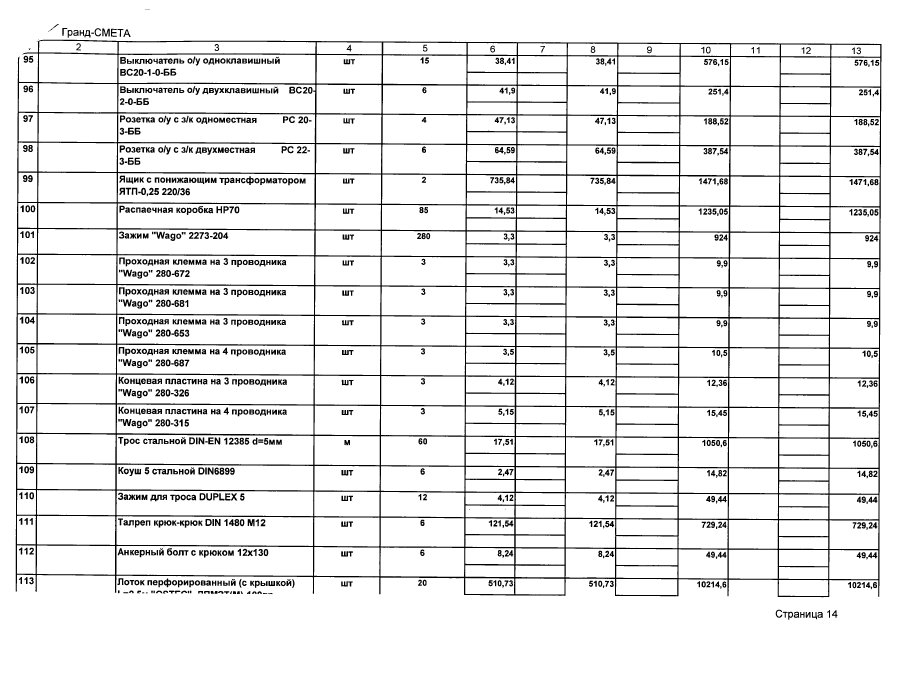 Гранд-СМЕТА
2 3 4 5 6 7 8 9 10 11 12 13
95 Выключатель о/у одноклавишный шт 15 38,41 38,41 576,15 576,15
ВС20-1-0-ББ
96 Выключатель о/у двухклавишный ВС20- шт 6 41,9 41,9 251,4 251,4
2-0-ББ
97 Розетка о/у с з/к одноместная РС 20- шт 4 47,13 47,13 188,52 188,52
3-ББ
98 Розетка о/у с з/к двухместная РС 22- шт 6 64,59 64,59 387,54 387,54
3-ББ
99 Ящик с понижающим трансформатором шт 2 735,84 735,84 1471,68 1471,68
ЯТП-0,25 220/36
100 Распаечная коробка НР70 шт 85 14,53 14,53 1235,05 1235,05
101 Зажим "Wago" 2273-204 шт 280 3,3 3,3 924 924
102 Проходная клемма на 3 проводника шт 3 3,3 3,3 9,9 9,9
"Wago" 280-672
103 Проходная клемма на 3 проводника шт 3 3,3 3,3 9,9 9,9
"Wago" 280-681
104 Проходная клемма на 3 проводника шт 3 3,3 3,3 9,9 9,9
"Wago" 280-653
105 Проходная клемма на 4 проводника шт 3 3,5 3,5 10,5 10,5
"Wago" 280-687
106 Концевая пластина на 3 проводника шт 3 4,12 4,12 12,36 12,36
"Wago" 280-326
107 Концевая пластина на 4 проводника шт 3 5,15 5,15 15,45 15,45
"Wago" 280-315
108 Трос стальной DIN-EN 12385 d=5мм м 60 17,51 17,51 1050,6 1050,6
109 Коуш 5 стальной DIN6899 шт 6 2,47 2,47 14,82 14,82
110 Зажим для троса DUPLEX 5 шт 12 4,12 4,12 49,44 49,44
111 Талреп крюк-крюк DIN 1480 М12 шт 6 121,54 121,54 729,24 729,24
112 Анкерный болт с крюком 12х130 шт 6 8,24 8,24 49,44 49,44
113 Лоток перфорированный (с крышкой) шт 20 510,73 510,73 10214,6 10214,6
Страница 14